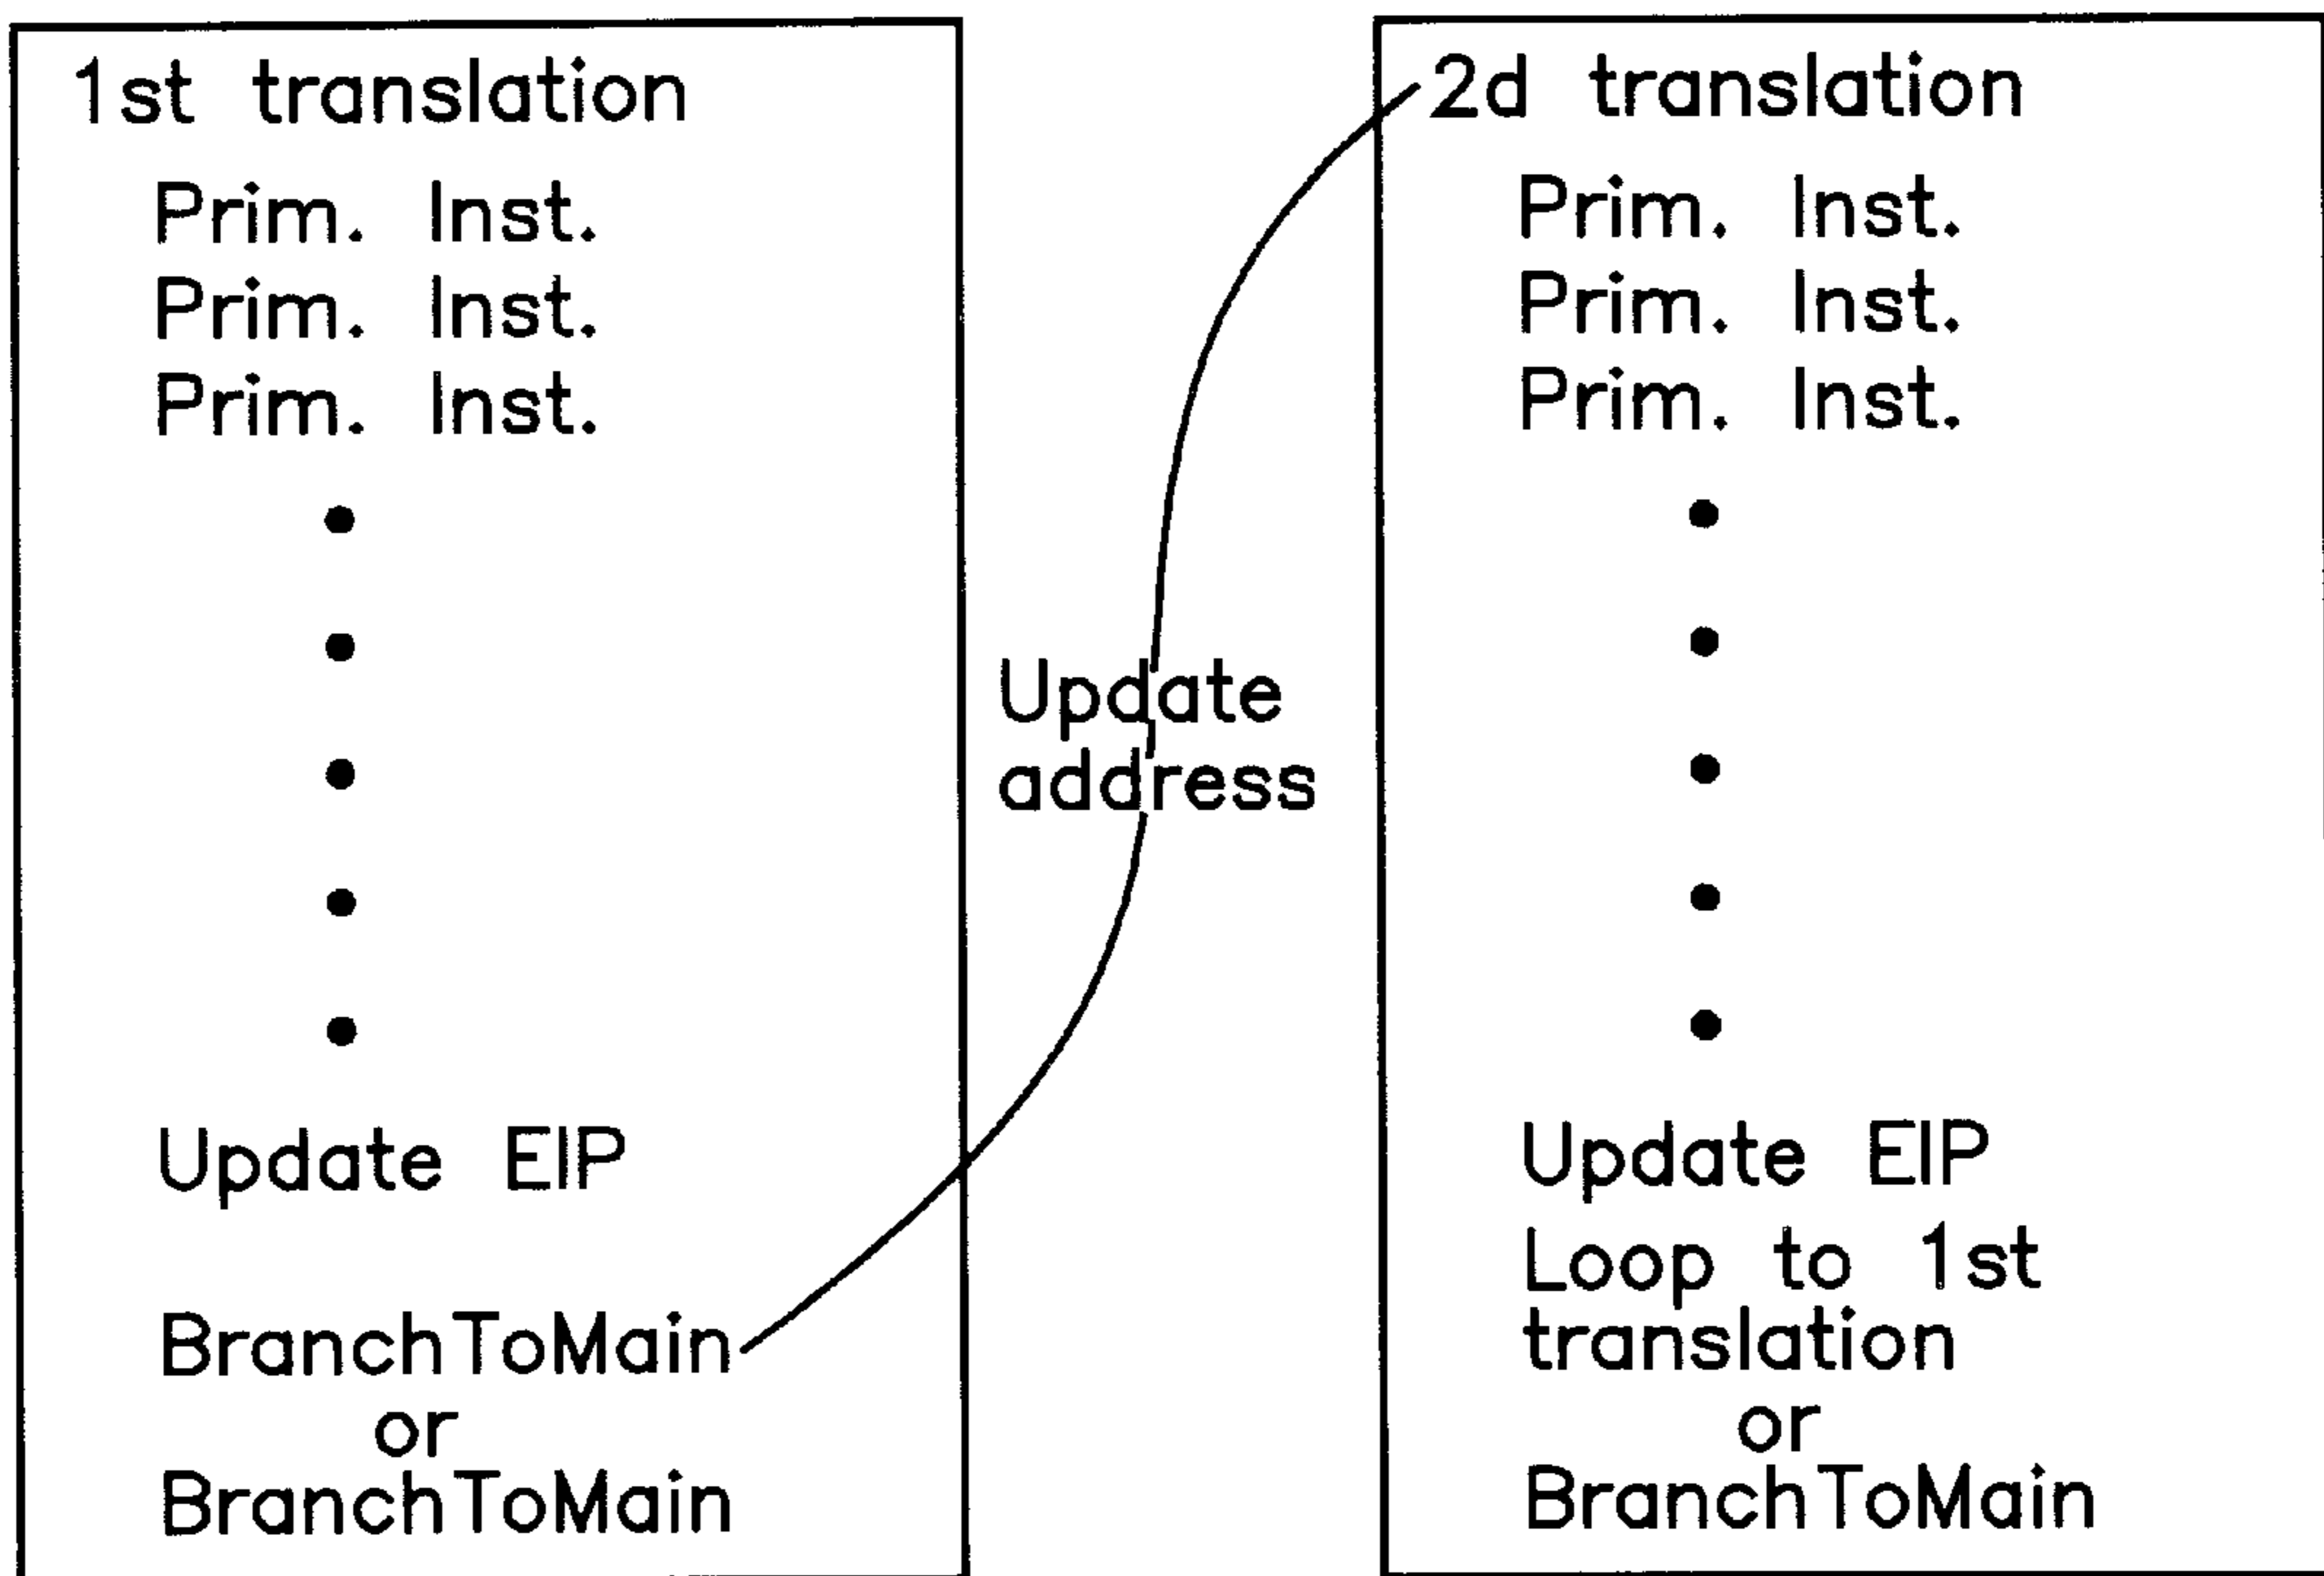 1st translation
Prim. Inst.
Prim. Inst.
Prim. Inst.
Update EIP
BranchToMain
or
BranchToMain
Update
address
2d translation
Prim. Inst.
Prim. Inst.
Prim. Inst.
Update EIP
Loop to 1st
translation
or
BranchToMain